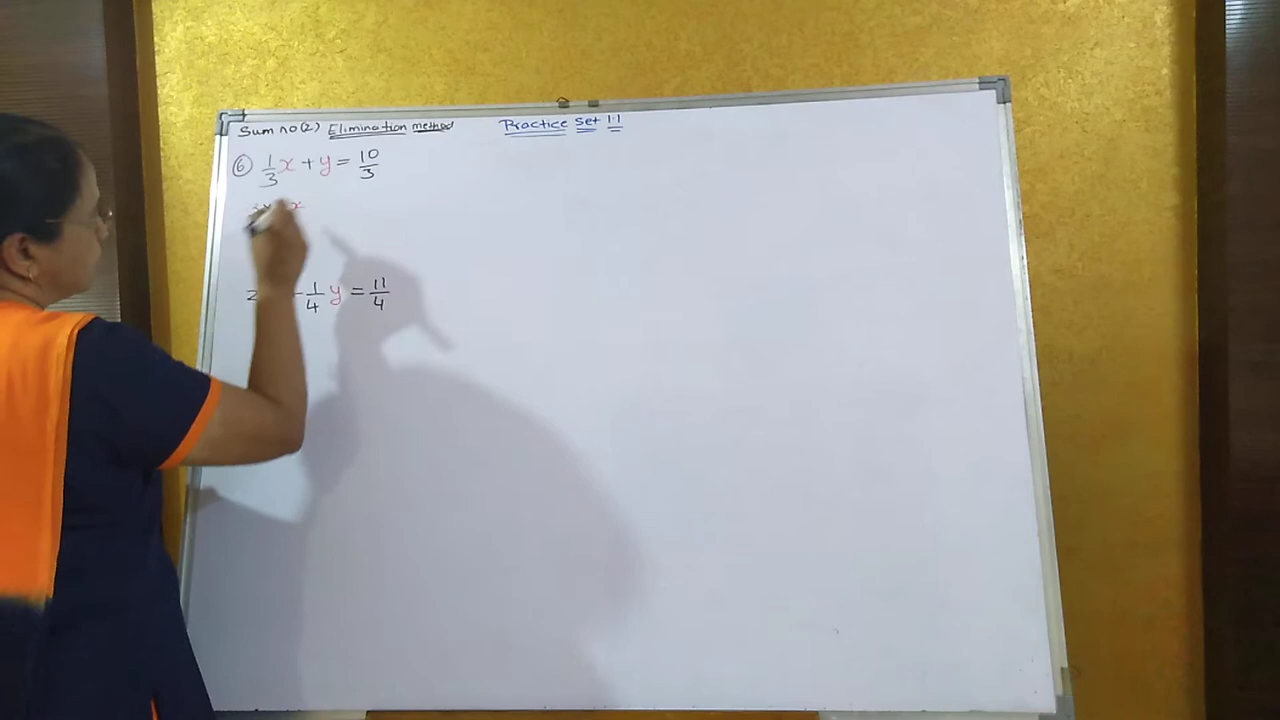 Sum no(2) Elimination method Practice Set 1.1
⑥ 1/3 x + y = 10/3
x
2 1/4 y = 11/4